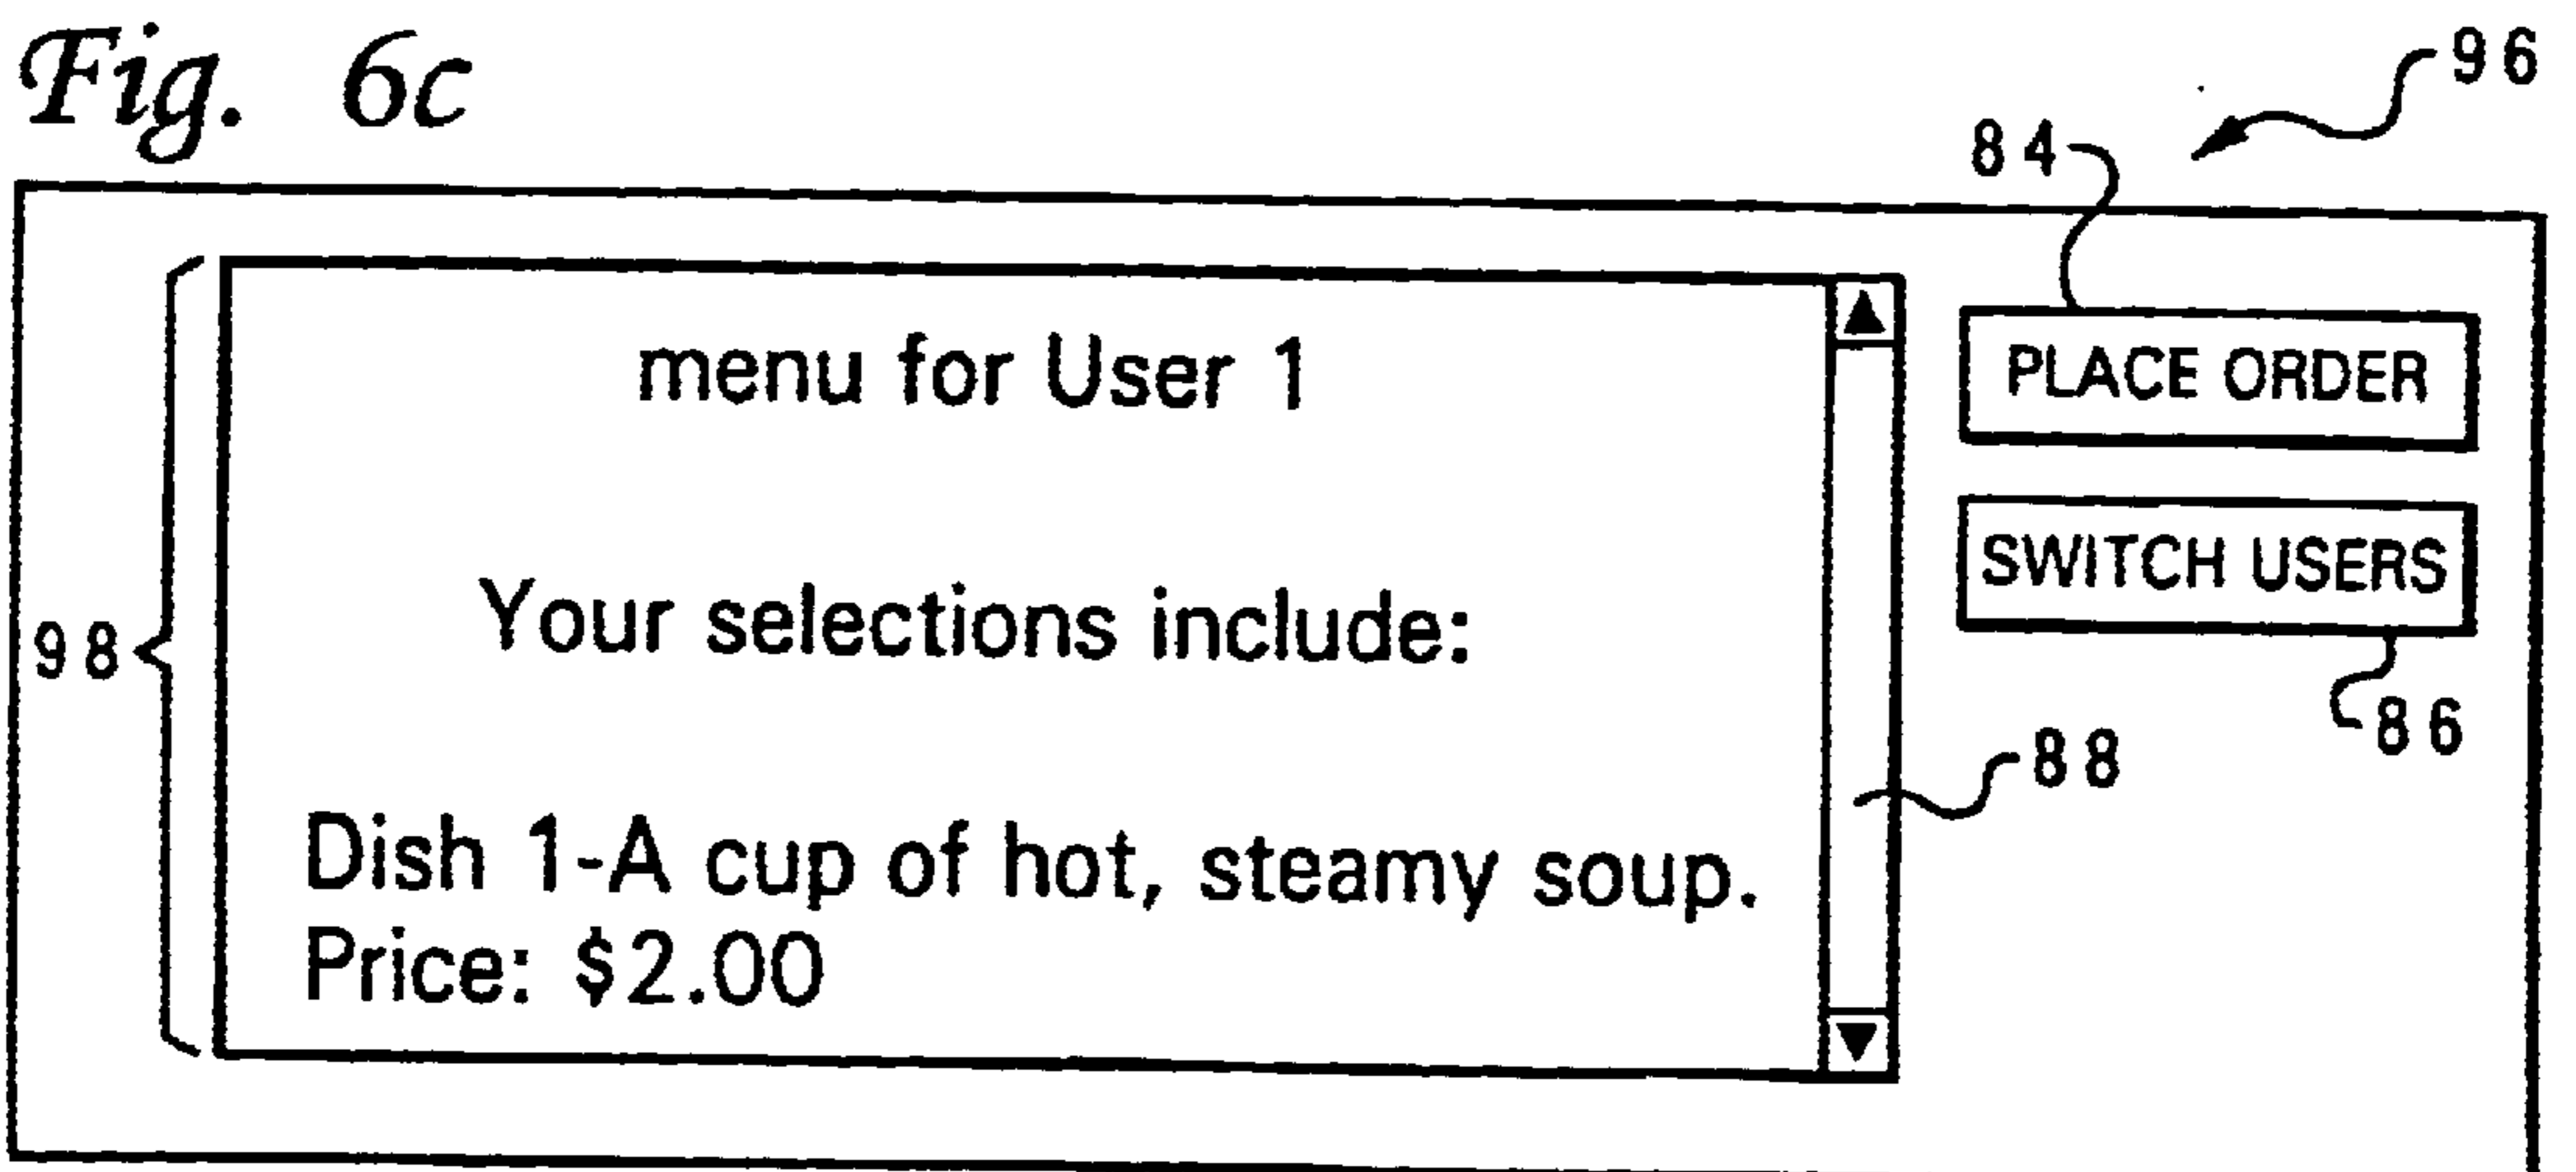 Fig. 6c
96
84
menu for User 1
PLACE ORDER
Your selections include:
SWITCH USERS
98
86
88
Dish 1-A cup of hot, steamy soup.
Price: $2.00